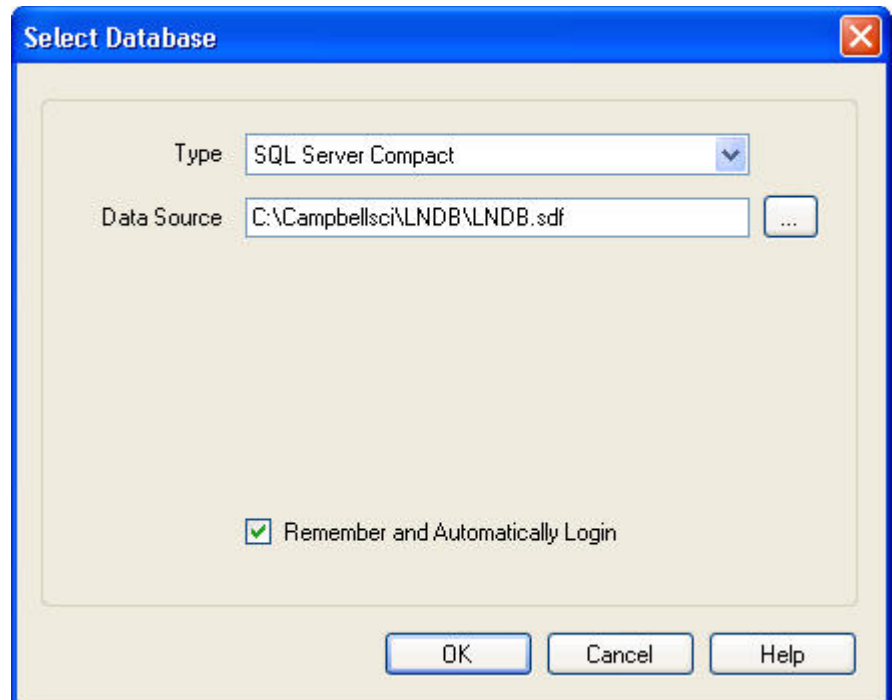 Select Database
Type SQL Server Compact
Data Source C:\Campbellsci\LNDB\LNDB.sdf ...
Remember and Automatically Login
OK Cancel Help